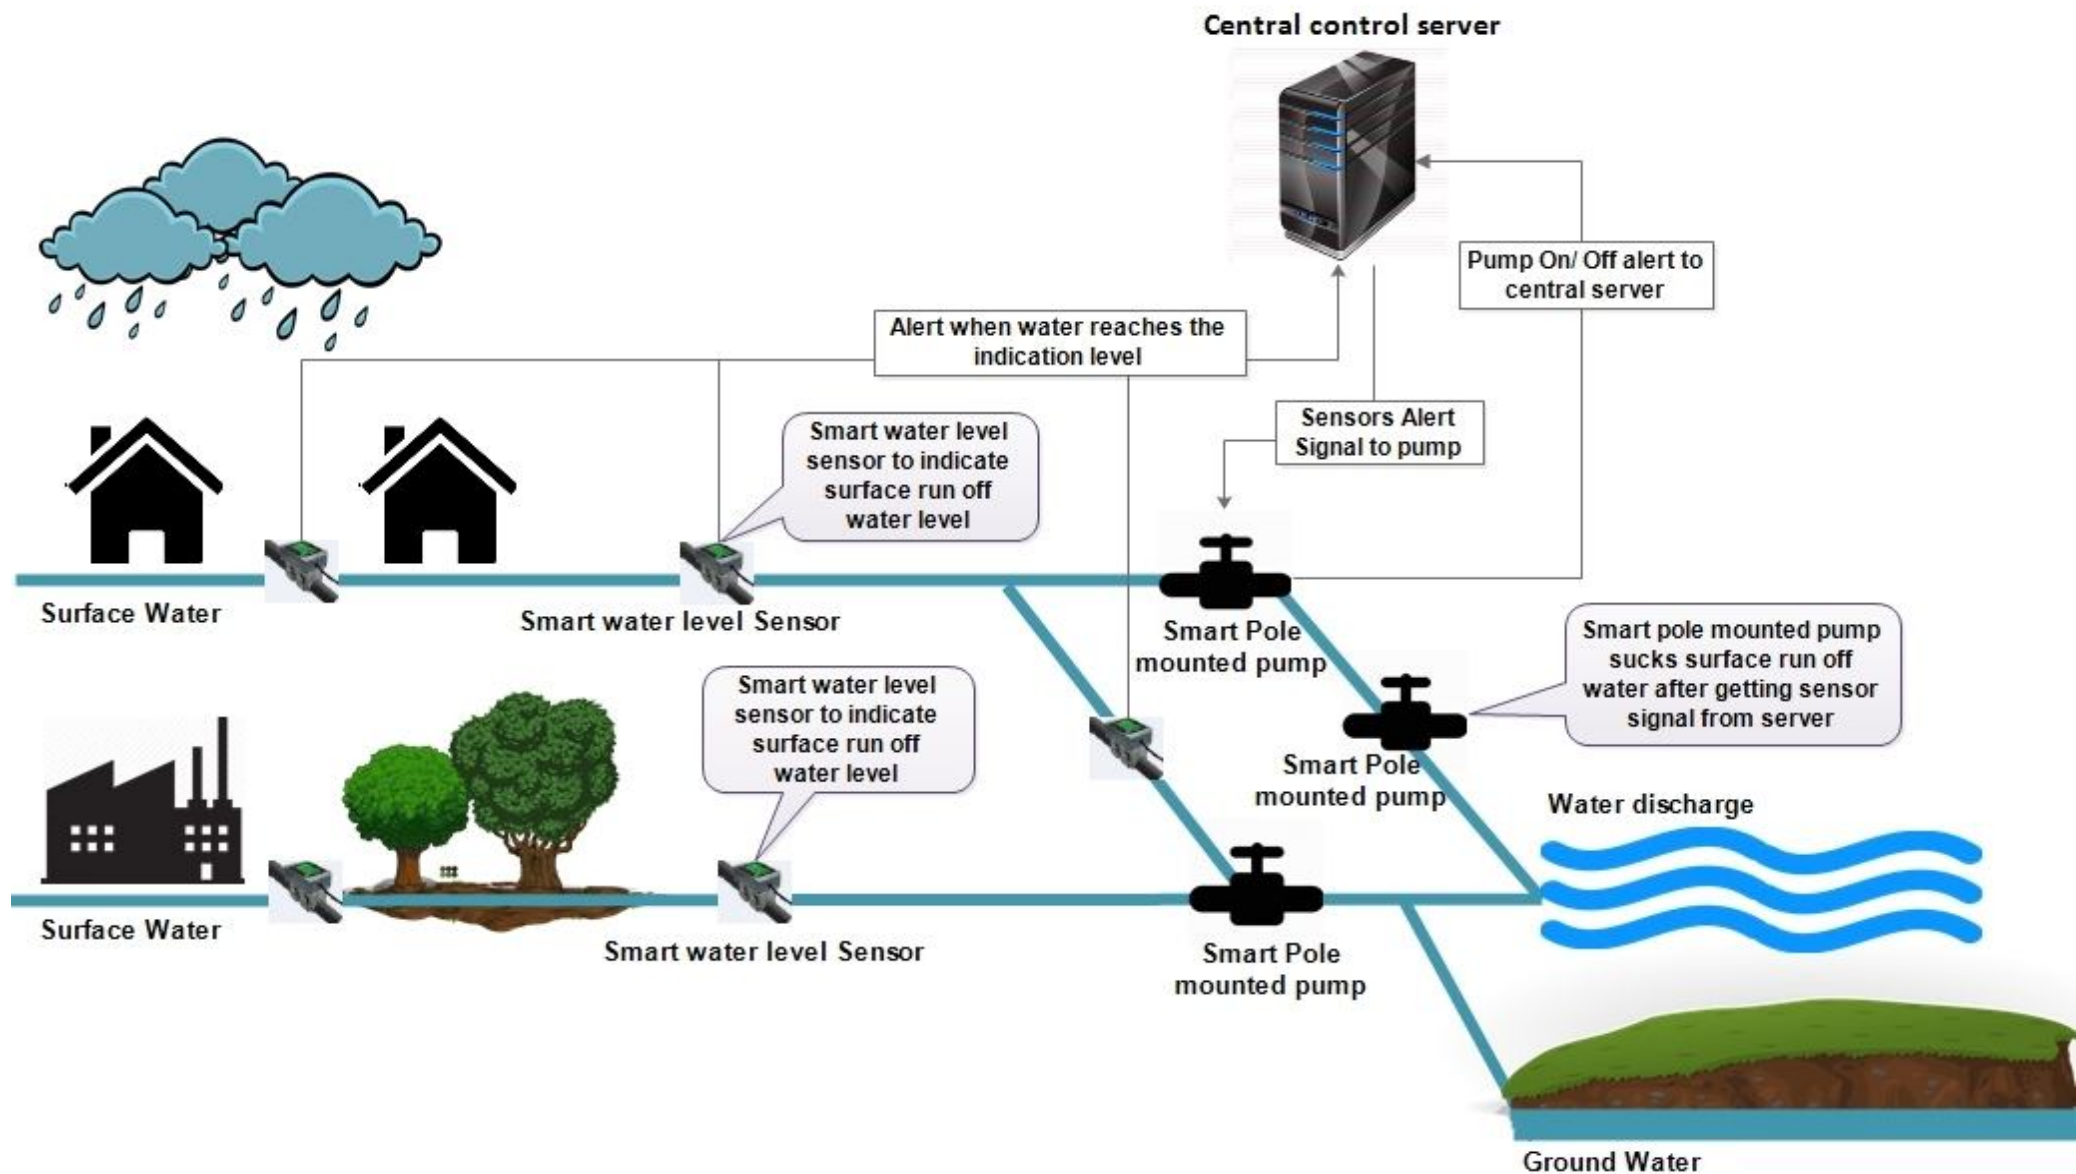 Central control server
Pump On/ Off alert to
central server
Alert when water reaches the
indication level
Sensors Alert
Signal to pump
Smart water level
sensor to indicate
surface run off
water level
Surface Water
Smart water level Sensor
Smart Pole
mounted pump
Smart pole mounted pump
sucks surface run off
water after getting sensor
signal from server
Smart water level
sensor to indicate
surface run off
water level
Smart Pole
mounted pump
Water discharge
Surface Water
Smart water level Sensor
Smart Pole
mounted pump
Ground Water